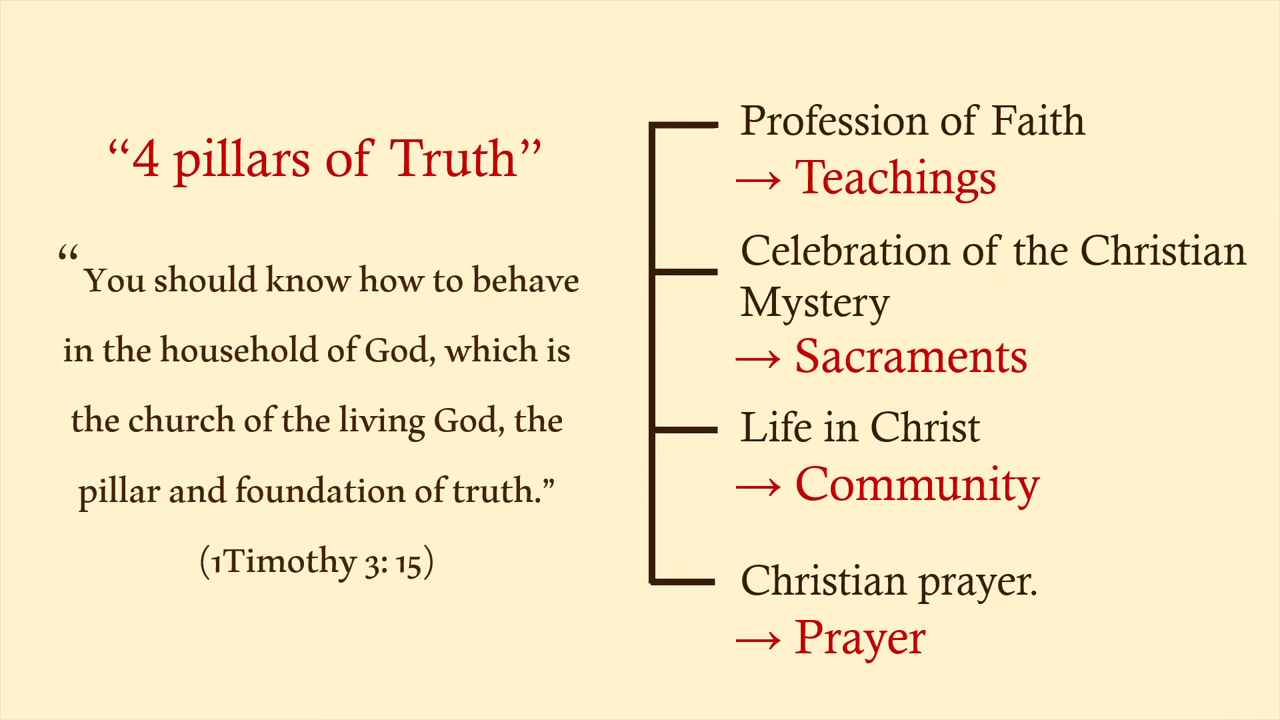 “4 pillars of Truth”
“You should know how to behave
in the household of God, which is
the church of the living God, the
pillar and foundation of truth.”
(1Timothy 3: 15)
Profession of Faith
→ Teachings
Celebration of the Christian
Mystery
→ Sacraments
Life in Christ
→ Community
Christian prayer.
→ Prayer